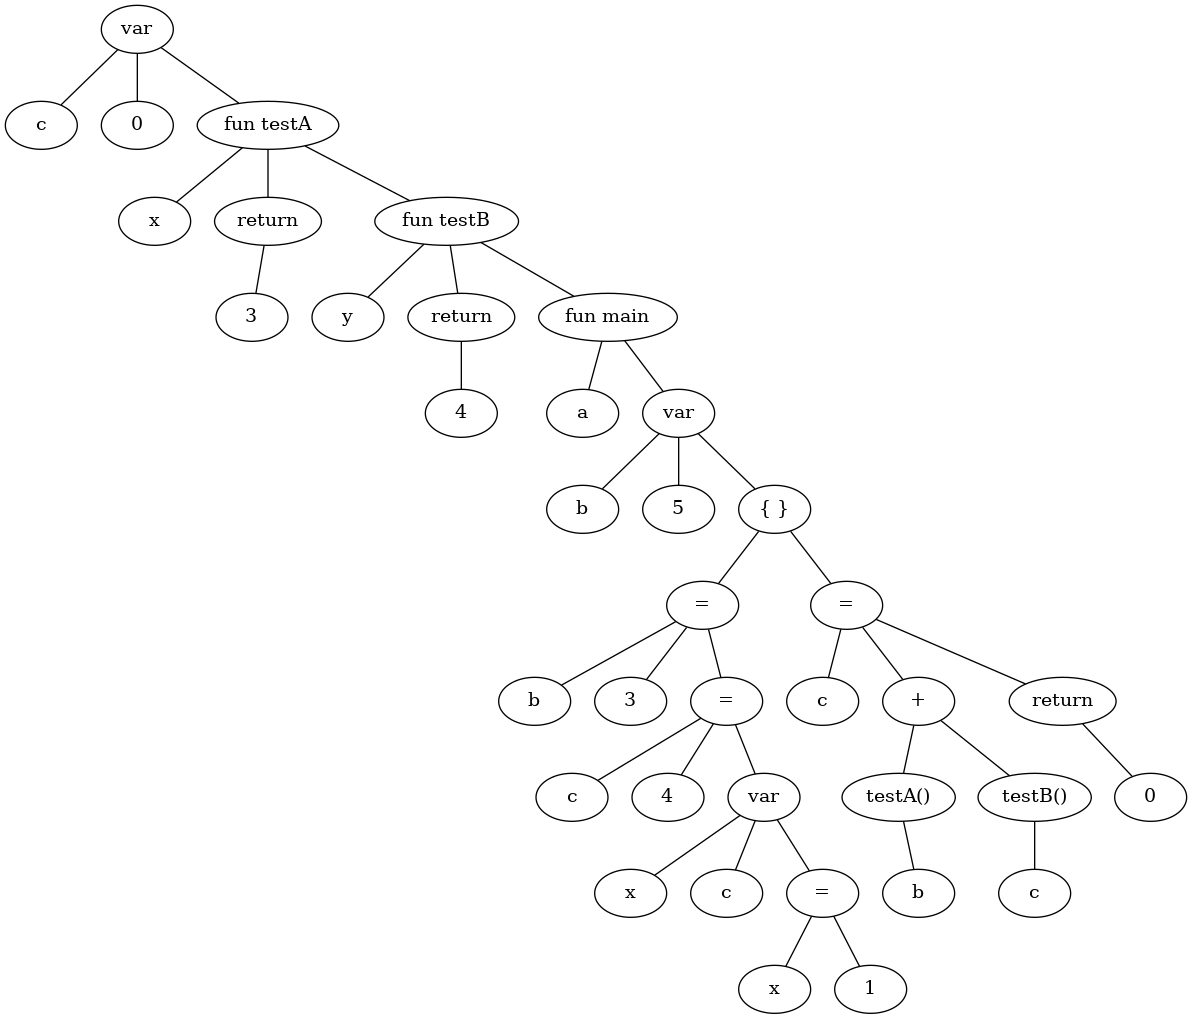 var
c
0
fun testA
x
return
fun testB
3
y
return
fun main
4
a
var
b
5
{ }
=
=
b
3
=
c
+
return
c
4
var
testA()
testB()
0
x
c
=
b
c
x
1